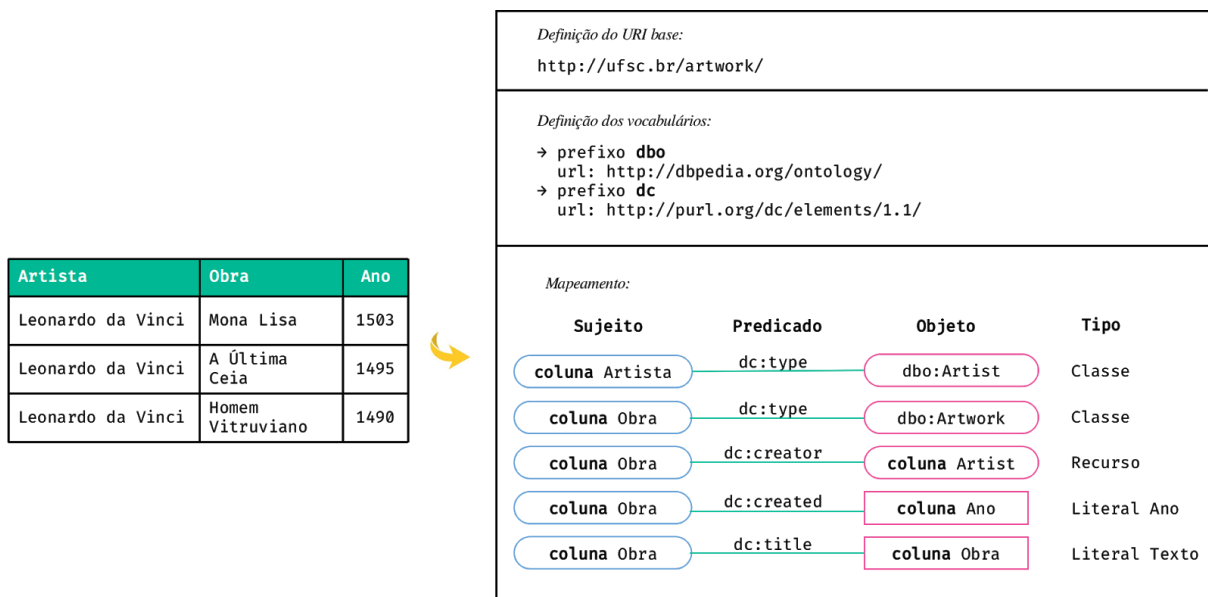 Definição do URI base:
http://ufsc.br/artwork/
Definição dos vocabulários:
→ prefixo dbo
url: http://dbpedia.org/ontology/
→ prefixo dc
url: http://purl.org/dc/elements/1.1/
Artista Obra Ano
Leonardo da Vinci Mona Lisa 1503
Leonardo da Vinci A Última
Ceia 1495
Leonardo da Vinci Homem
Vitruviano 1490
Mapeamento:
Sujeito Predicado Objeto Tipo
coluna Artista dc:type dbo:Artist Classe
coluna Obra dc:type dbo:Artwork Classe
coluna Obra dc:creator coluna Artist Recurso
coluna Obra dc:created coluna Ano Literal Ano
coluna Obra dc:title coluna Obra Literal Texto